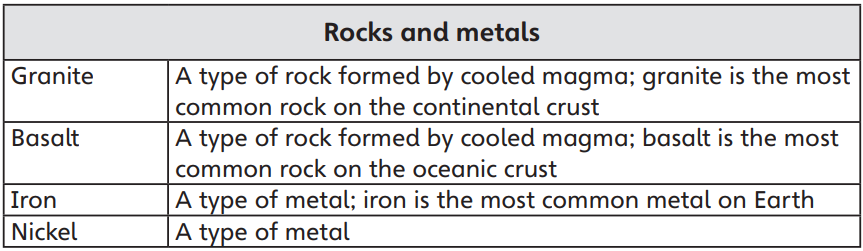 Rocks and metals
Granite
A type of rock formed by cooled magma; granite is the most
common rock on the continental crust
Basalt
A type of rock formed by cooled magma; basalt is the most
common rock on the oceanic crust
Iron
A type of metal; iron is the most common metal on Earth
Nickel
A type of metal